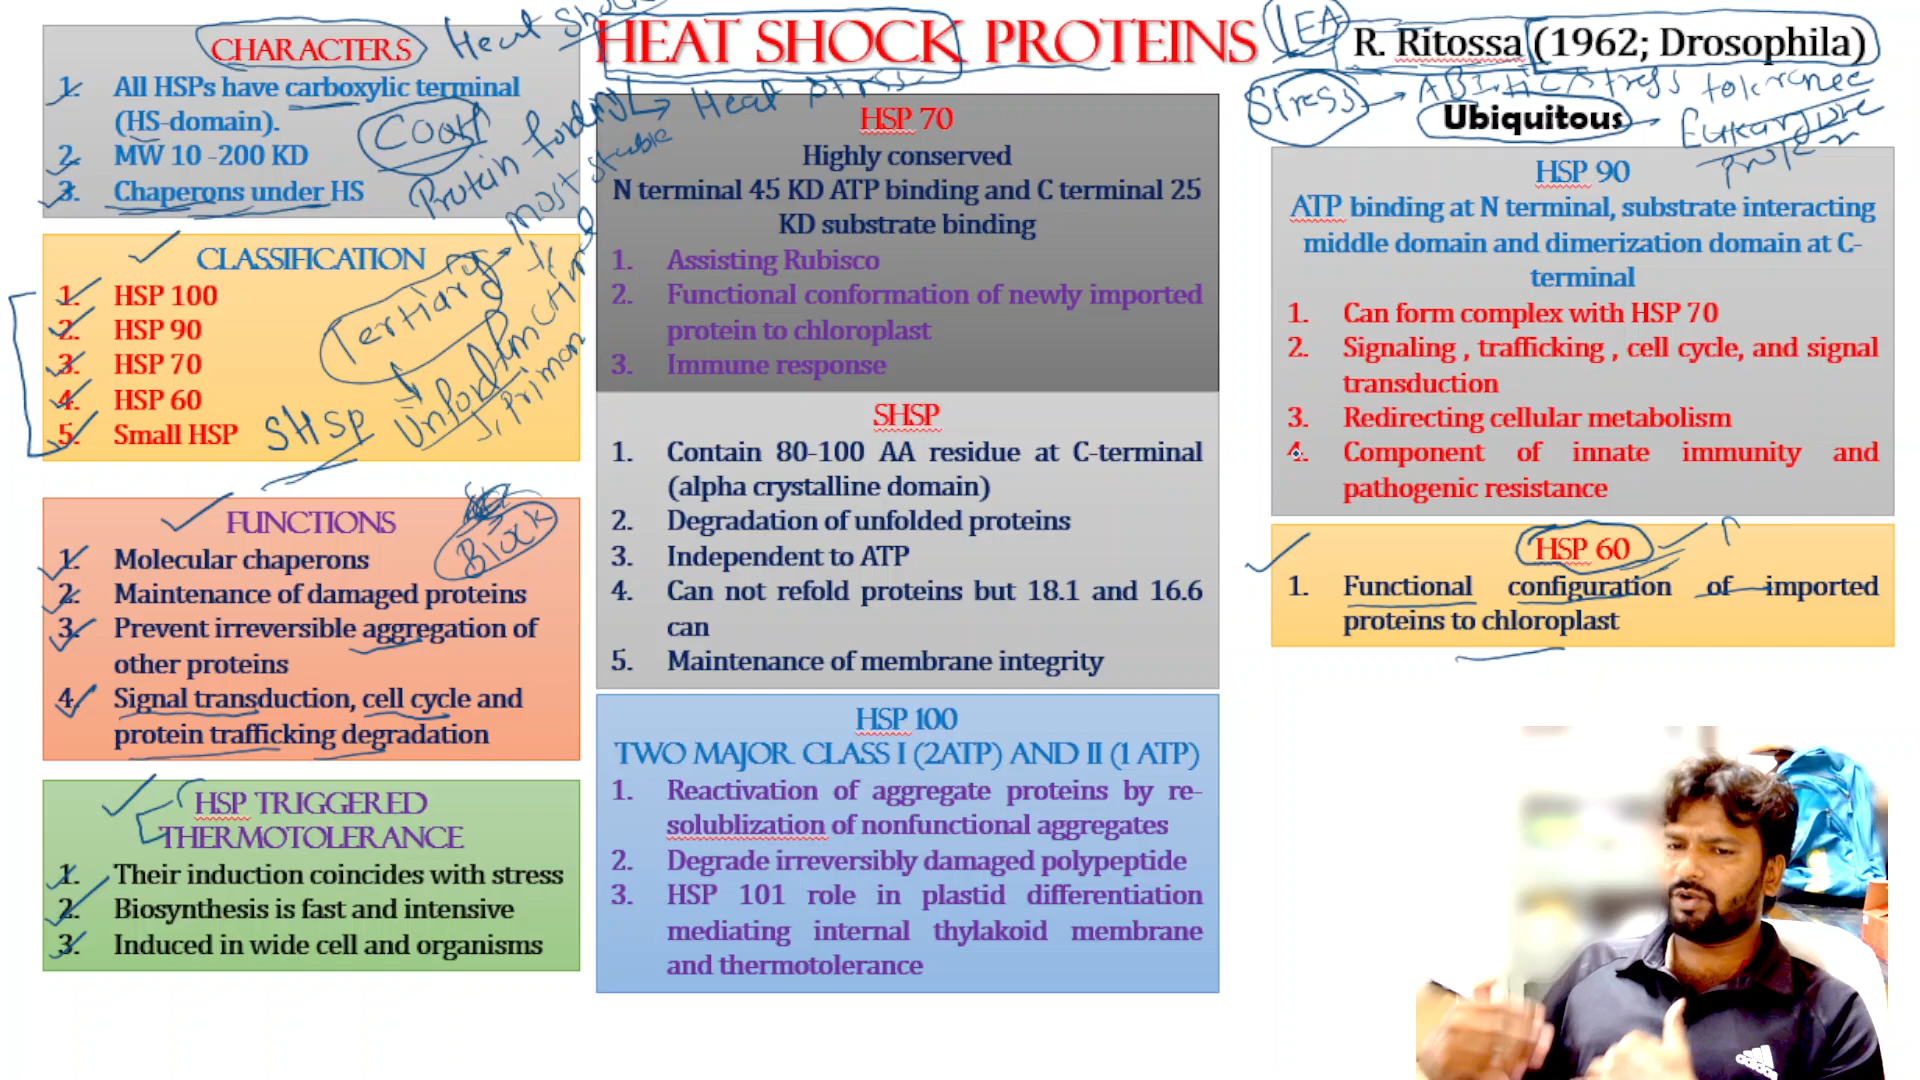 HEAT SHOCK PROTEINS
R. Ritossa (1962; Drosophila)
LEA
Heat Shock
Stress → ABIOTIC stress tolerance
Ubiquitous
Eukaryote
CHARACTERS
1. All HSPs have carboxylic terminal
(HS-domain).
2. MW 10 -200 KD
3. Chaperons under HS
Coat
Protein folding → Heat stress
most stable
Tertiary
Unfold
CLASSIFICATION
1. HSP 100
2. HSP 90
3. HSP 70
4. HSP 60
5. Small HSP
SHSP
FUNCTIONS
1. Molecular chaperons
2. Maintenance of damaged proteins
3. Prevent irreversible aggregation of
other proteins
4. Signal transduction, cell cycle and
protein trafficking degradation
Block
HSP TRIGGERED
THERMOTOLERANCE
1. Their induction coincides with stress
2. Biosynthesis is fast and intensive
3. Induced in wide cell and organisms
HSP 70
Highly conserved
N terminal 45 KD ATP binding and C terminal 25
KD substrate binding
1. Assisting Rubisco
2. Functional conformation of newly imported
protein to chloroplast
3. Immune response
SHSP
1. Contain 80-100 AA residue at C-terminal
(alpha crystalline domain)
2. Degradation of unfolded proteins
3. Independent to ATP
4. Can not refold proteins but 18.1 and 16.6
can
5. Maintenance of membrane integrity
HSP 100
TWO MAJOR CLASS I (2ATP) AND II (1 ATP)
1. Reactivation of aggregate proteins by re-
solublization of nonfunctional aggregates
2. Degrade irreversibly damaged polypeptide
3. HSP 101 role in plastid differentiation
mediating internal thylakoid membrane
and thermotolerance
HSP 90
ATP binding at N terminal, substrate interacting
middle domain and dimerization domain at C-
terminal
1. Can form complex with HSP 70
2. Signaling , trafficking , cell cycle, and signal
transduction
3. Redirecting cellular metabolism
4. Component of innate immunity and
pathogenic resistance
HSP 60
1. Functional configuration of imported
proteins to chloroplast
adidas